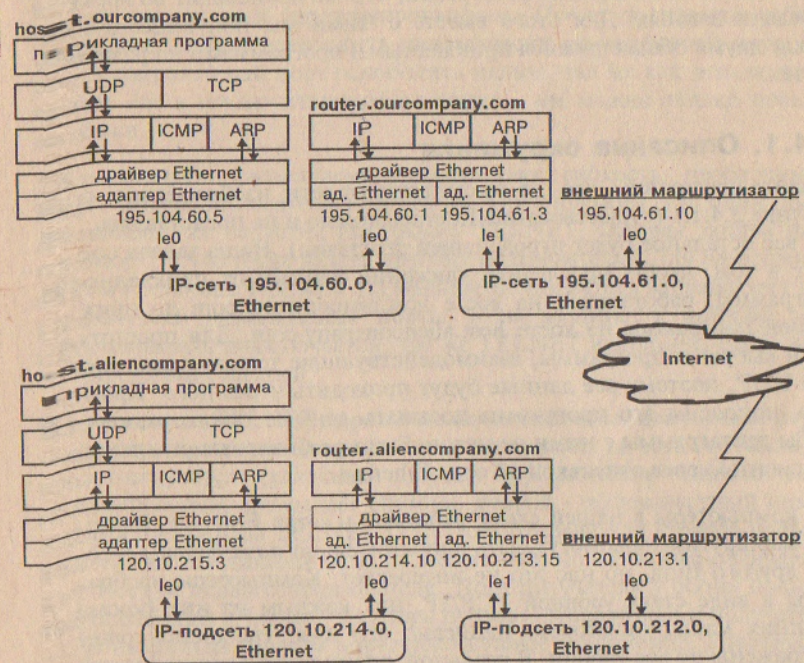 host.ourcompany.com
прикладная программа
UDP TCP
IP ICMP ARP
драйвер Ethernet
адаптер Ethernet
195.104.60.5
le0
router.ourcompany.com
IP ICMP ARP
драйвер Ethernet
ад. Ethernet ад. Ethernet
195.104.60.1 195.104.61.3
le0 le1
внешний маршрутизатор
195.104.61.10
le0
IP-сеть 195.104.60.0,
Ethernet
IP-сеть 195.104.61.0,
Ethernet
Internet
host.aliencompany.com
прикладная программа
UDP TCP
IP ICMP ARP
драйвер Ethernet
адаптер Ethernet
120.10.215.3
le0
router.aliencompany.com
IP ICMP ARP
драйвер Ethernet
ад. Ethernet ад. Ethernet
120.10.214.10 120.10.213.15
le0 le1
внешний маршрутизатор
120.10.213.1
le0
IP-подсеть 120.10.214.0,
Ethernet
IP-подсеть 120.10.212.0,
Ethernet